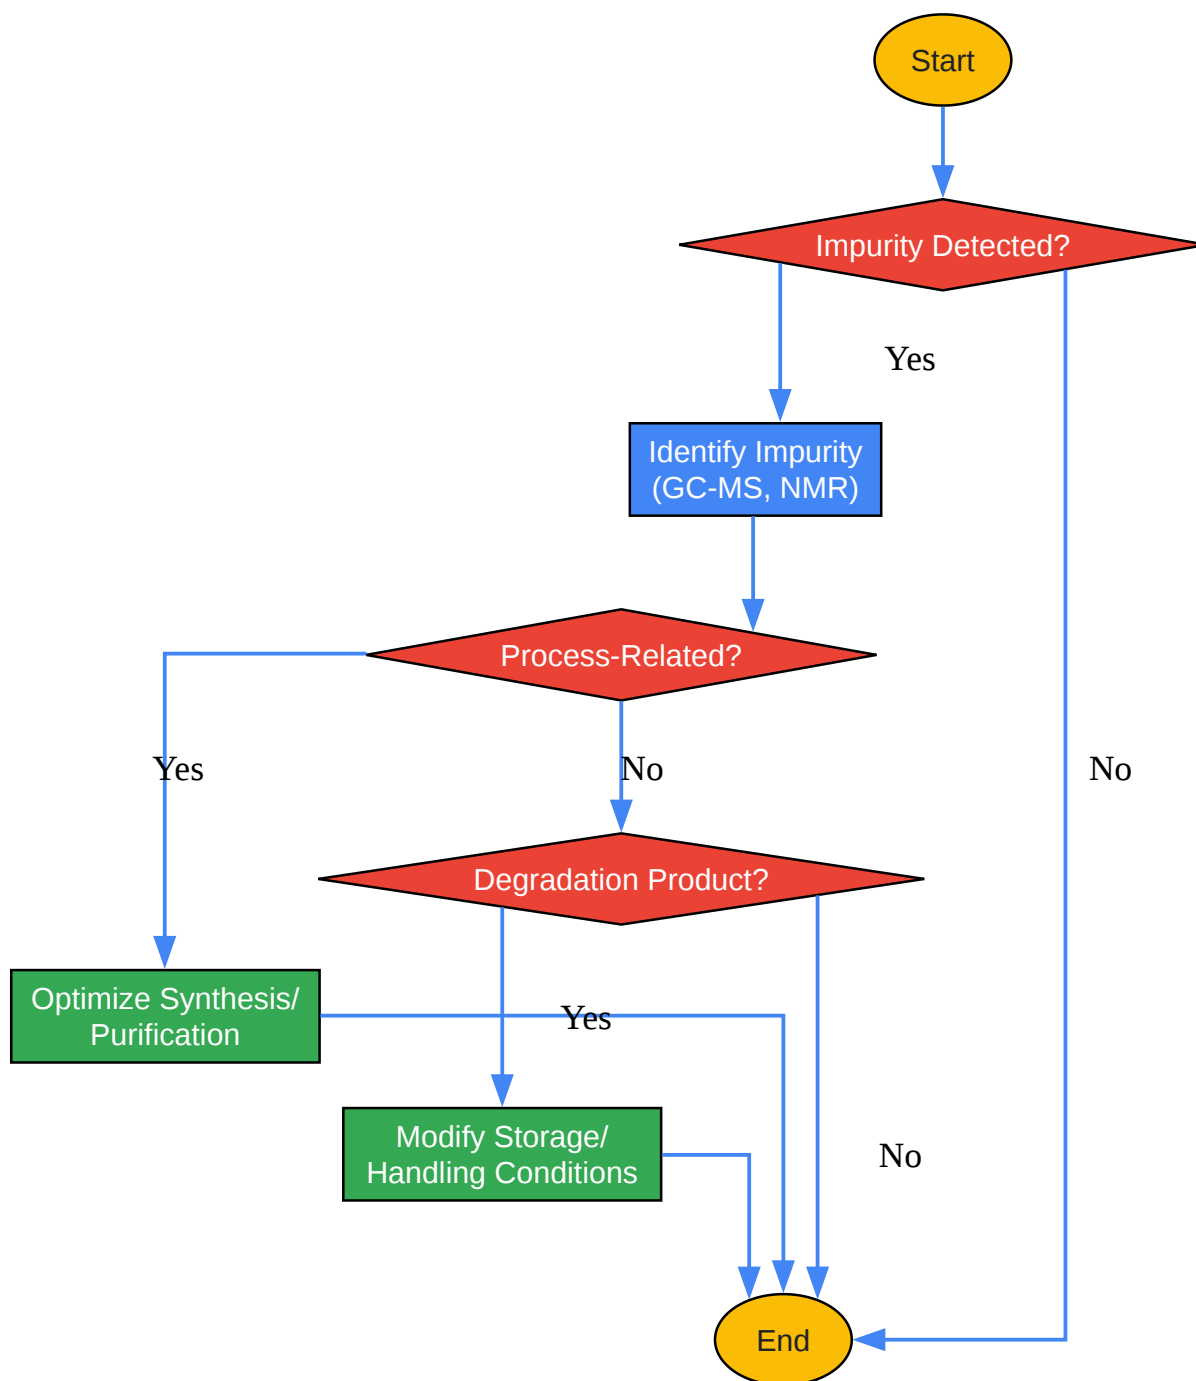 Start
Impurity Detected?
Yes
Identify Impurity
(GC-MS, NMR)
Process-Related?
Yes
No
No
Degradation Product?
Optimize Synthesis/
Purification
Yes
Modify Storage/
Handling Conditions
No
End